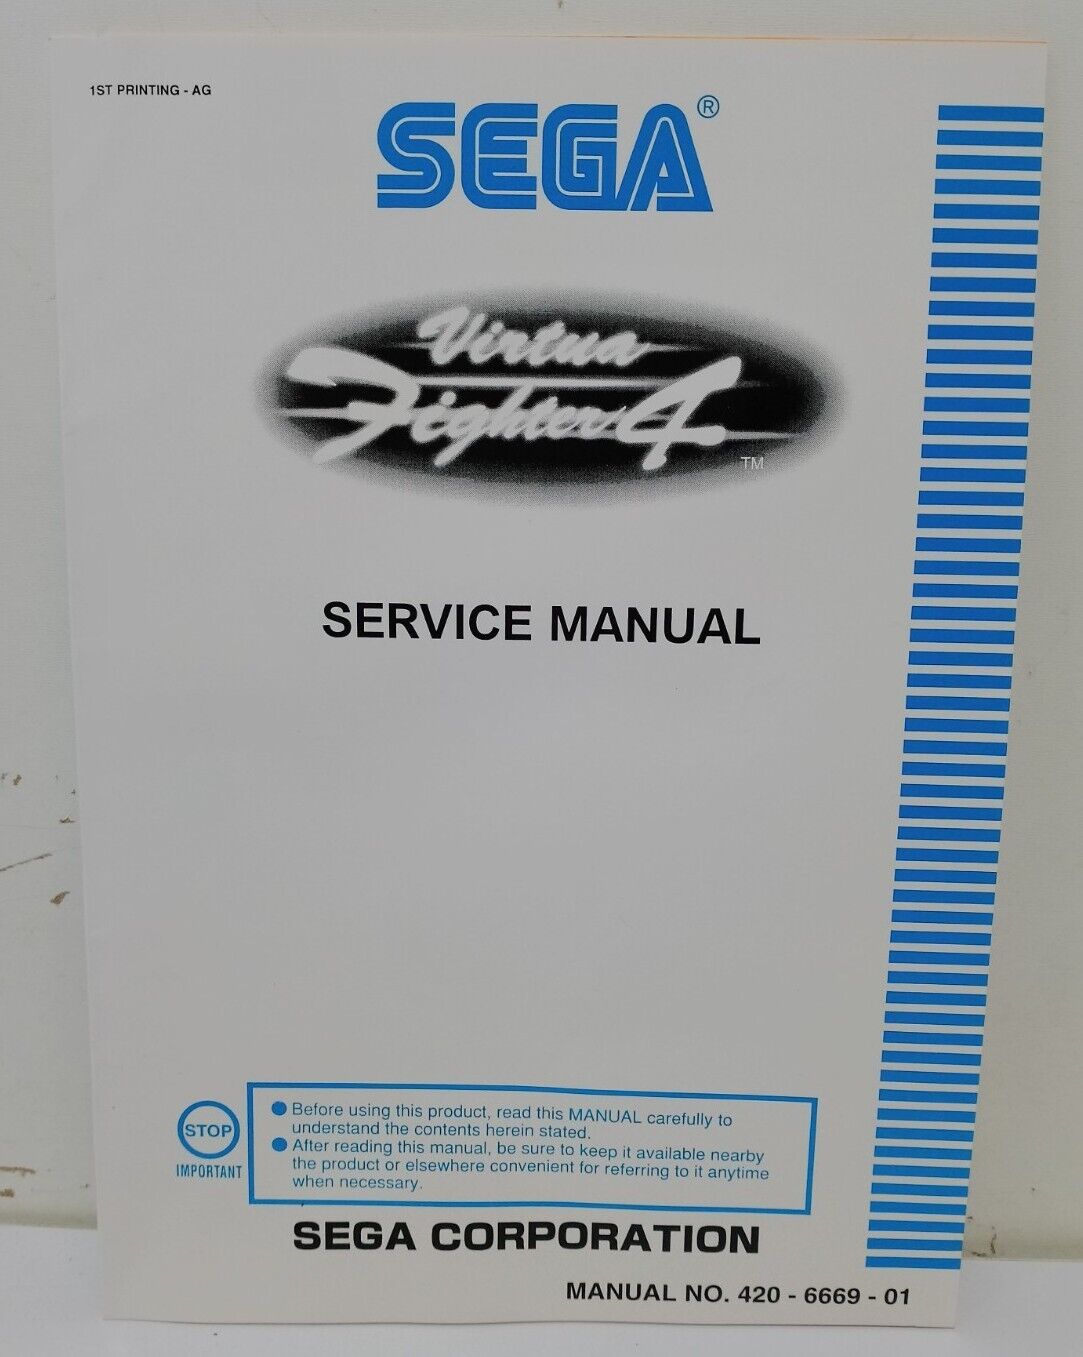 1ST PRINTING - AG
SEGA®
Virtua
Fighter 4
TM
SERVICE MANUAL
STOP
IMPORTANT
● Before using this product, read this MANUAL carefully to
understand the contents herein stated.
● After reading this manual, be sure to keep it available nearby
the product or elsewhere convenient for referring to it anytime
when necessary.
SEGA CORPORATION
MANUAL NO. 420 - 6669 - 01